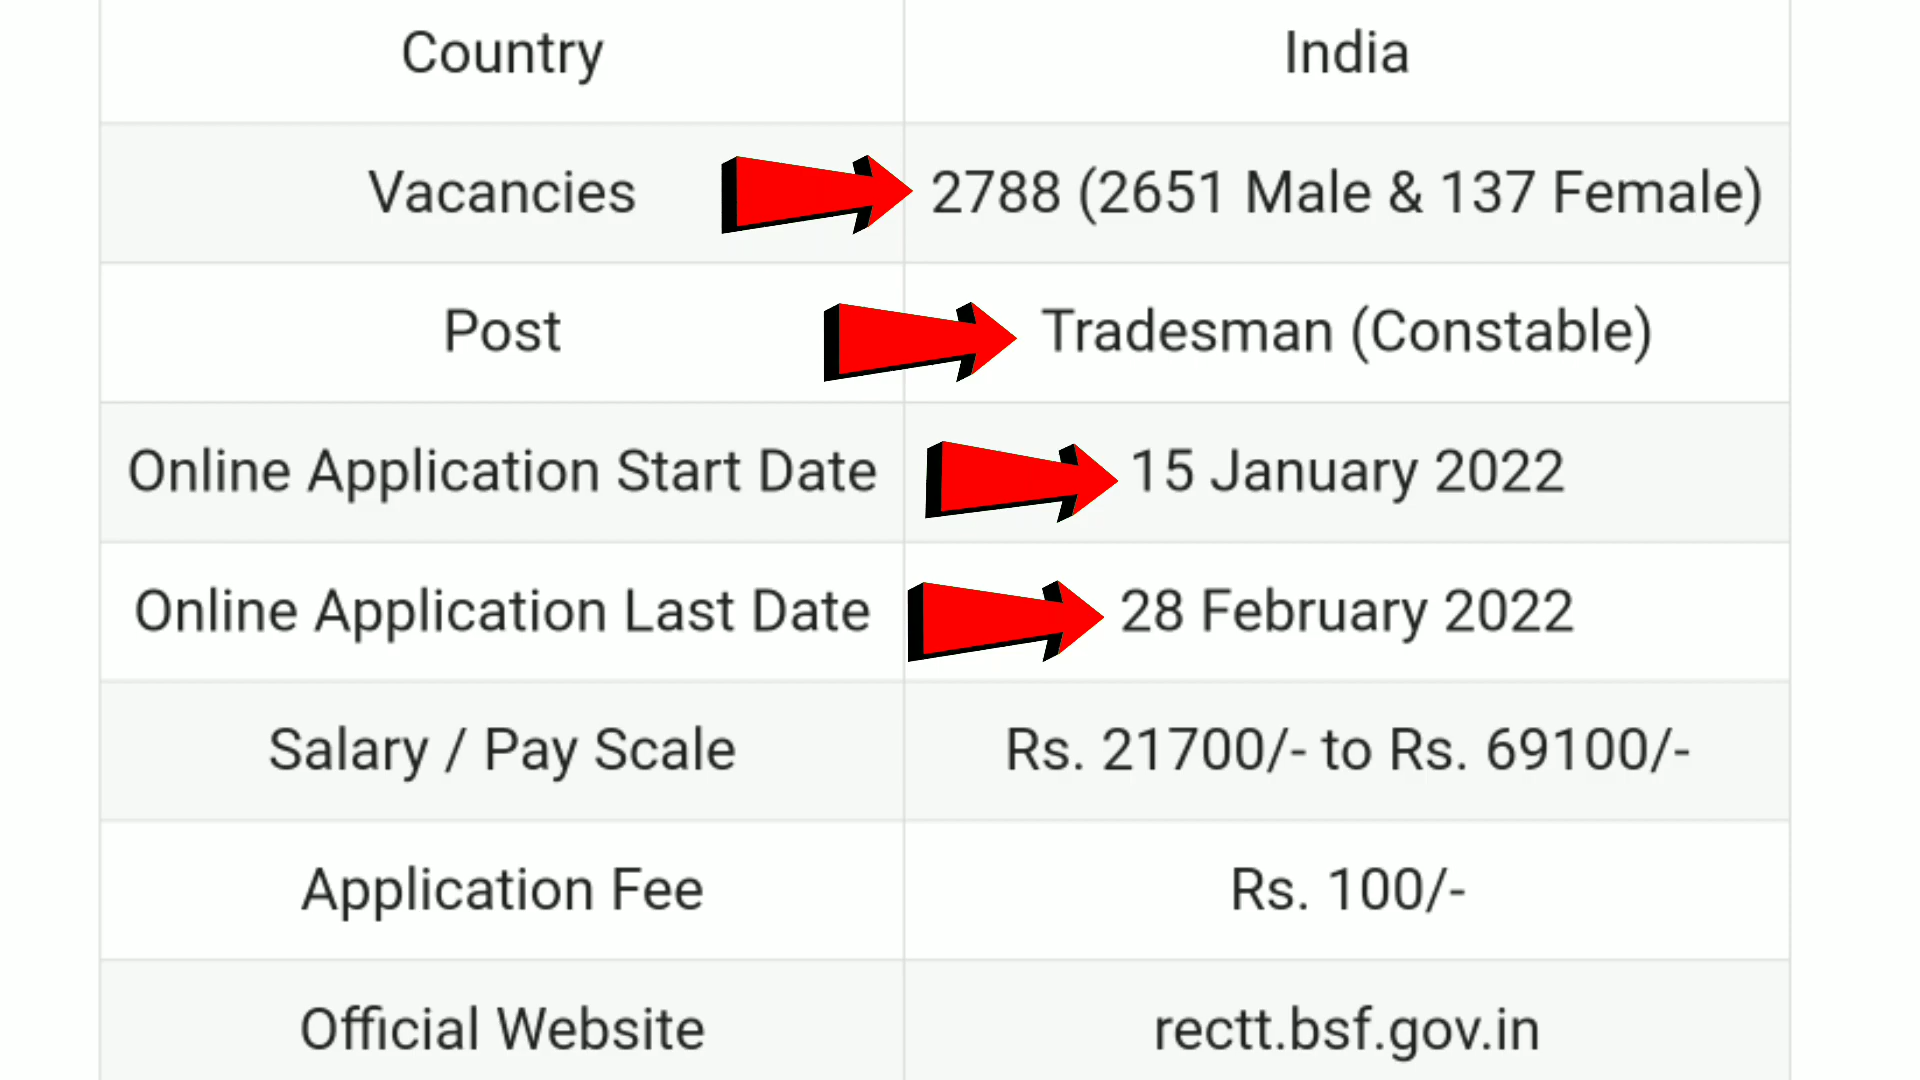 Country India
Vacancies 2788 (2651 Male & 137 Female)
Post Tradesman (Constable)
Online Application Start Date 15 January 2022
Online Application Last Date 28 February 2022
Salary / Pay Scale Rs. 21700/- to Rs. 69100/-
Application Fee Rs. 100/-
Official Website rectt.bsf.gov.in